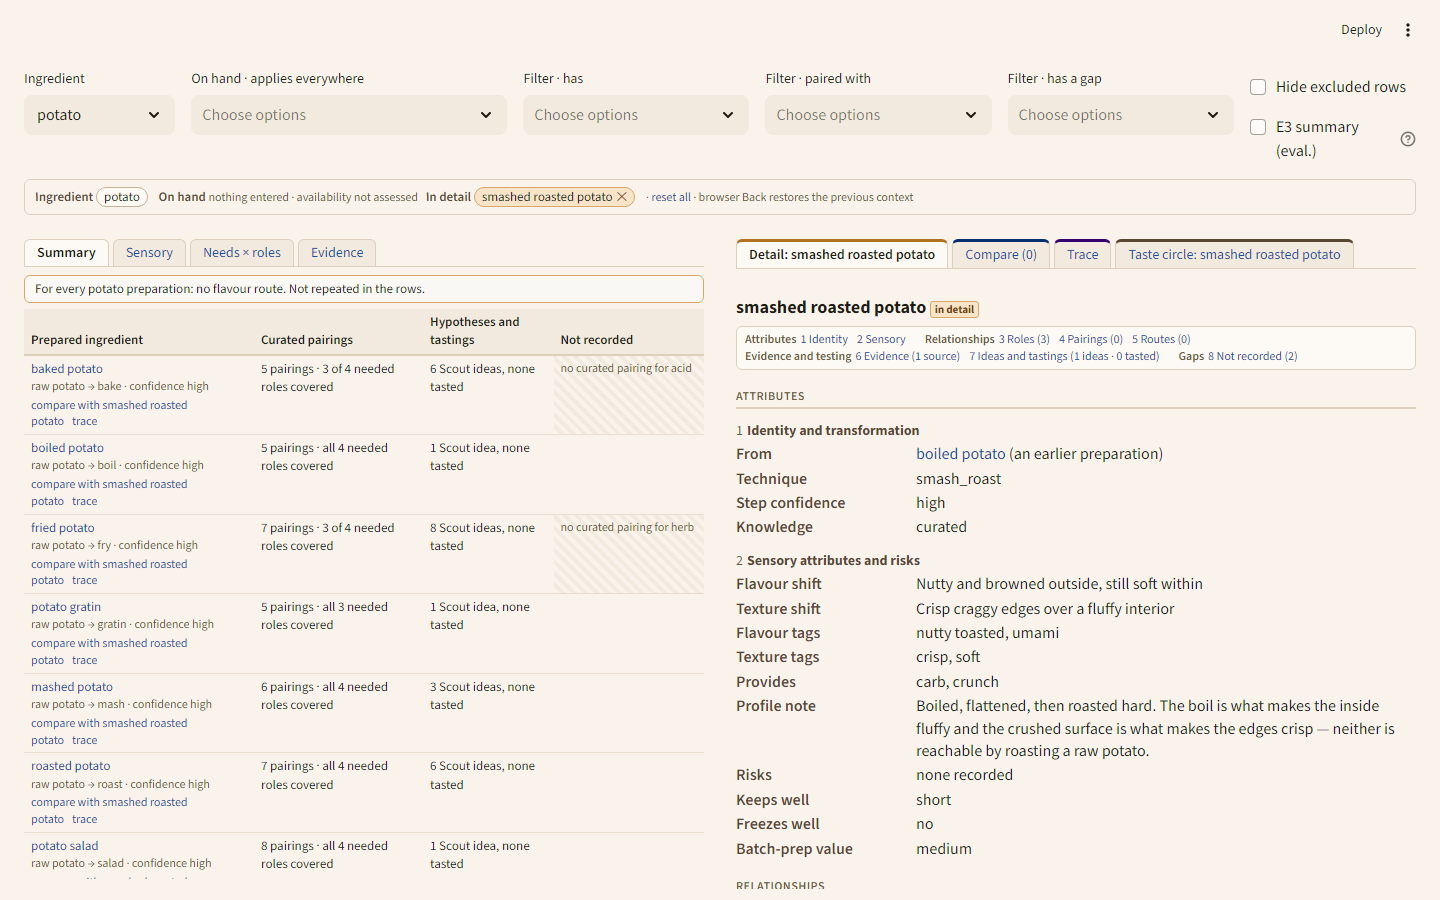 Deploy
Ingredient
On hand · applies everywhere
Filter · has
Filter · paired with
Filter · has a gap
potato
Choose options
Choose options
Choose options
Choose options
Hide excluded rows
E3 summary
(eval.)
Ingredient potato On hand nothing entered · availability not assessed In detail smashed roasted potato · reset all · browser Back restores the previous context
Summary
Sensory
Needs × roles
Evidence
For every potato preparation: no flavour route. Not repeated in the rows.
Prepared ingredient
Curated pairings
Hypotheses and
tastings
Not recorded
baked potato
raw potato → bake · confidence high
compare with smashed roasted
potato trace
5 pairings · 3 of 4 needed
roles covered
6 Scout ideas, none
tasted
no curated pairing for acid
boiled potato
raw potato → boil · confidence high
compare with smashed roasted
potato trace
5 pairings · all 4 needed
roles covered
1 Scout idea, none
tasted
fried potato
raw potato → fry · confidence high
compare with smashed roasted
potato trace
7 pairings · 3 of 4 needed
roles covered
8 Scout ideas, none
tasted
no curated pairing for herb
potato gratin
raw potato → gratin · confidence high
compare with smashed roasted
potato trace
5 pairings · all 3 needed
roles covered
1 Scout idea, none
tasted
mashed potato
raw potato → mash · confidence high
compare with smashed roasted
potato trace
6 pairings · all 4 needed
roles covered
3 Scout ideas, none
tasted
roasted potato
raw potato → roast · confidence high
compare with smashed roasted
potato trace
7 pairings · all 4 needed
roles covered
6 Scout ideas, none
tasted
potato salad
raw potato → salad · confidence high
8 pairings · all 4 needed
roles covered
1 Scout idea, none
tasted
Detail: smashed roasted potato
Compare (0)
Trace
Taste circle: smashed roasted potato
smashed roasted potato in detail
Attributes 1 Identity 2 Sensory Relationships 3 Roles (3) 4 Pairings (0) 5 Routes (0)
Evidence and testing 6 Evidence (1 source) 7 Ideas and tastings (1 ideas · 0 tasted) Gaps 8 Not recorded (2)
ATTRIBUTES
1 Identity and transformation
From boiled potato (an earlier preparation)
Technique smash_roast
Step confidence high
Knowledge curated
2 Sensory attributes and risks
Flavour shift Nutty and browned outside, still soft within
Texture shift Crisp craggy edges over a fluffy interior
Flavour tags nutty toasted, umami
Texture tags crisp, soft
Provides carb, crunch
Profile note Boiled, flattened, then roasted hard. The boil is what makes the inside
fluffy and the crushed surface is what makes the edges crisp — neither is
reachable by roasting a raw potato.
Risks none recorded
Keeps well short
Freezes well no
Batch-prep value medium
RELATIONSHIPS